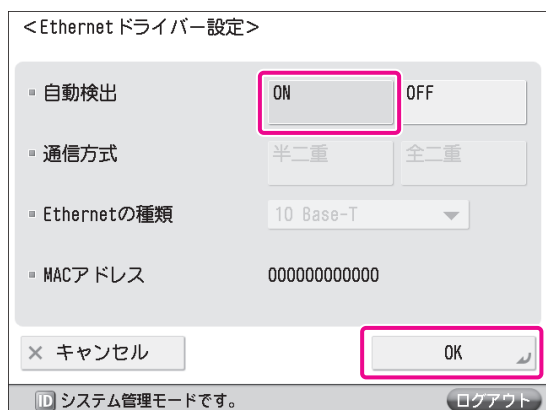 <Ethernetドライバー設定>
自動検出 ON OFF
通信方式 半二重 全二重
Ethernetの種類 10 Base-T
MACアドレス 000000000000
× キャンセル OK
ID システム管理モードです。 ログアウト